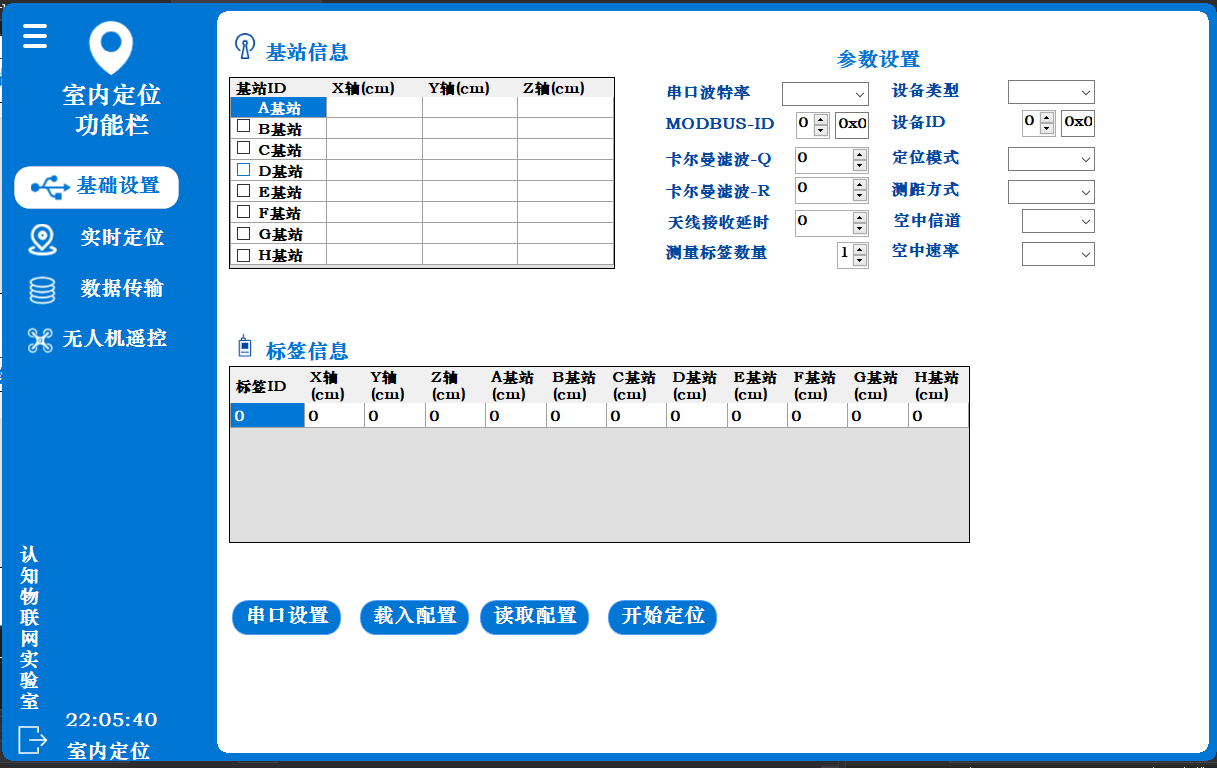 室内定位
功能栏
基础设置
实时定位
数据传输
无人机遥控
认知物联网实验室
22:05:40
室内定位
基站信息
基站ID X轴(cm) Y轴(cm) Z轴(cm)
A基站
B基站
C基站
D基站
E基站
F基站
G基站
H基站
参数设置
串口波特率 设备类型
MODBUS-ID 0 0x0 设备ID 0 0x0
卡尔曼滤波-Q 0 定位模式
卡尔曼滤波-R 0 测距方式
天线接收延时 0 空中信道
测量标签数量 1 空中速率
标签信息
标签ID X轴(cm) Y轴(cm) Z轴(cm) A基站(cm) B基站(cm) C基站(cm) D基站(cm) E基站(cm) F基站(cm) G基站(cm) H基站(cm)
0 0 0 0 0 0 0 0 0 0 0 0
串口设置 载入配置 读取配置 开始定位